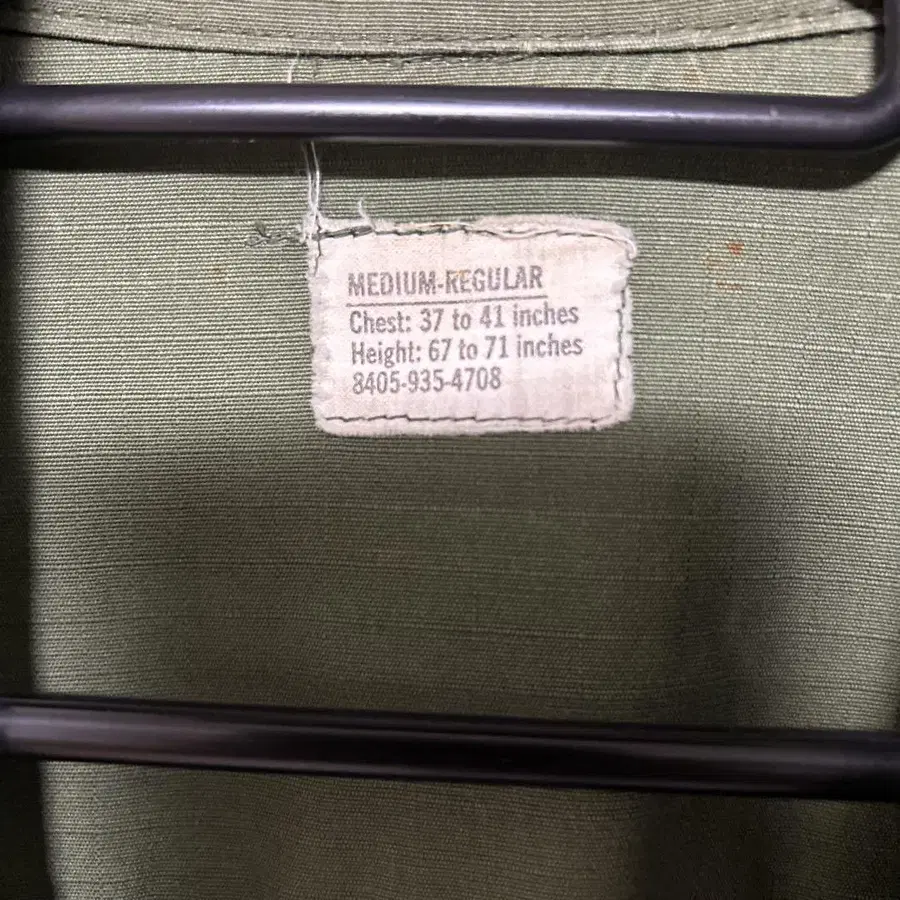 MEDIUM-REGULAR
Chest: 37 to 41 inches
Height: 67 to 71 inches
8405-935-4708